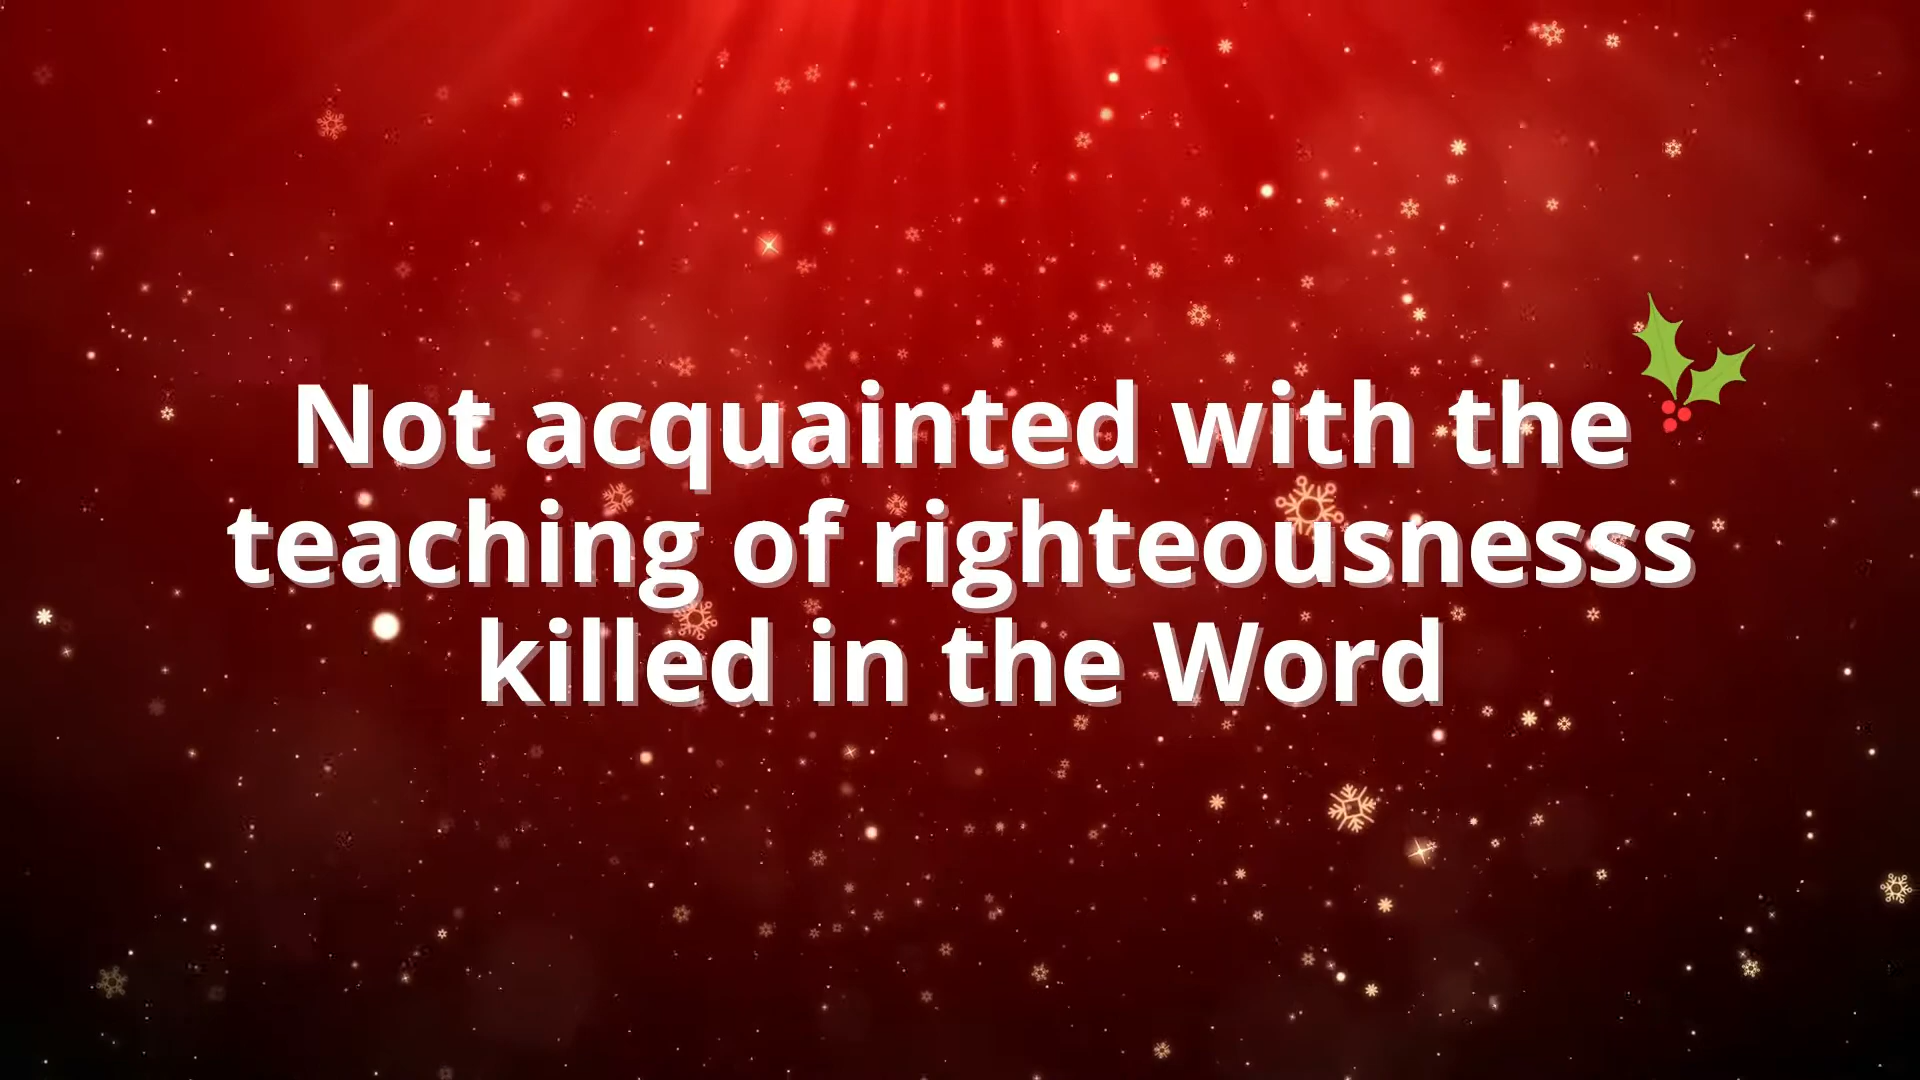 Not acquainted with the
teaching of righteousnesss
killed in the Word